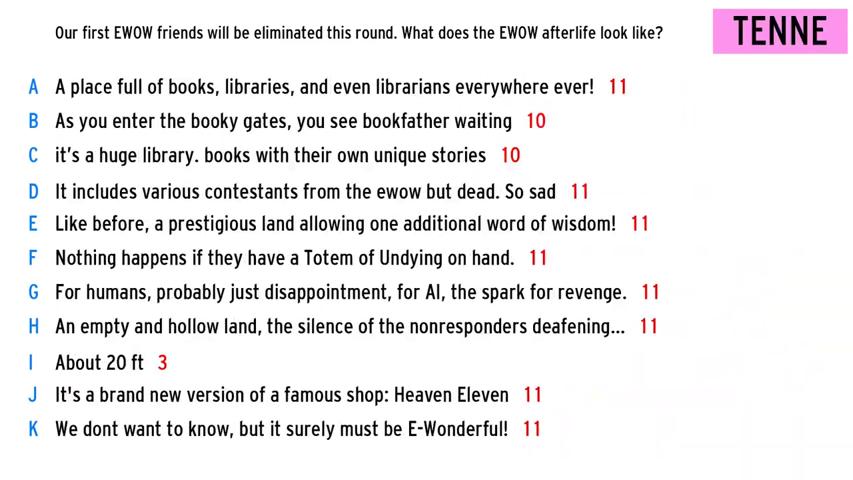 Our first EWOW friends will be eliminated this round. What does the EWOW afterlife look like?
TENNE
A A place full of books, libraries, and even librarians everywhere ever! 11
B As you enter the booky gates, you see bookfather waiting 10
C it's a huge library. books with their own unique stories 10
D It includes various contestants from the ewow but dead. So sad 11
E Like before, a prestigious land allowing one additional word of wisdom! 11
F Nothing happens if they have a Totem of Undying on hand. 11
G For humans, probably just disappointment, for AI, the spark for revenge. 11
H An empty and hollow land, the silence of the nonresponders deafening... 11
I About 20 ft 3
J It's a brand new version of a famous shop: Heaven Eleven 11
K We dont want to know, but it surely must be E-Wonderful! 11